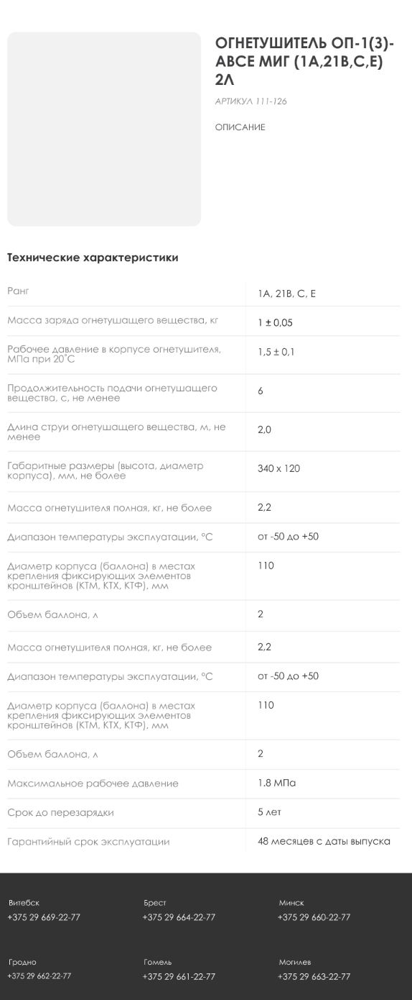 ОГНЕТУШИТЕЛЬ ОП-1(3)-
АВСЕ МИГ (1А,21В,С,Е)
2Л
АРТИКУЛ 111-126
ОПИСАНИЕ
Технические характеристики
Ранг
1А, 21В, С, Е
Масса заряда огнетушащего вещества, кг
1 ± 0,05
Рабочее давление в корпусе огнетушителя,
МПа при 20˚С
1,5 ± 0,1
Продолжительность подачи огнетушащего
вещества, с, не менее
6
Длина струи огнетушащего вещества, м, не
менее
2,0
Габаритные размеры (высота, диаметр
корпуса), мм, не более
340 х 120
Масса огнетушителя полная, кг, не более
2,2
Диапазон температуры эксплуатации, °С
от -50 до +50
Диаметр корпуса (баллона) в местах
крепления фиксирующих элементов
кронштейнов (КТМ, КТХ, КТФ), мм
110
Объем баллона, л
2
Масса огнетушителя полная, кг, не более
2,2
Диапазон температуры эксплуатации, °С
от -50 до +50
Диаметр корпуса (баллона) в местах
крепления фиксирующих элементов
кронштейнов (КТМ, КТХ, КТФ), мм
110
Объем баллона, л
2
Максимальное рабочее давление
1.8 МПа
Срок до перезарядки
5 лет
Гарантийный срок эксплуатации
48 месяцев с даты выпуска
Витебск
+375 29 669-22-77
Брест
+375 29 664-22-77
Минск
+375 29 660-22-77
Гродно
+375 29 662-22-77
Гомель
+375 29 661-22-77
Могилев
+375 29 663-22-77